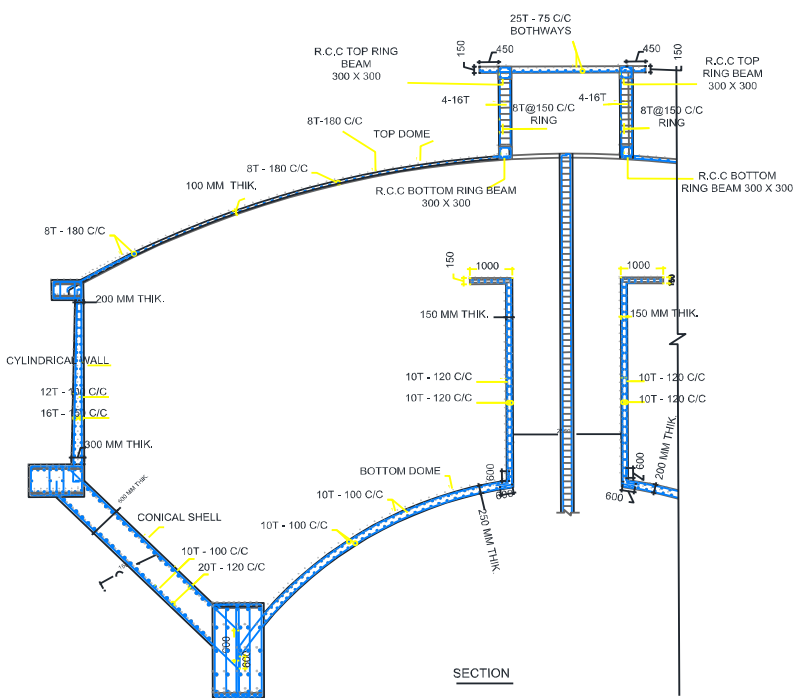 25T - 75 C/C
BOTHWAYS
450
150
450
150
R.C.C TOP RING
BEAM
300 X 300
R.C.C TOP
RING BEAM
300 X 300
4-16T
8T@150 C/C
RING
4-16T
8T@150 C/C
RING
8T-180 C/C
TOP DOME
8T - 180 C/C
100 MM THIK.
R.C.C BOTTOM RING BEAM
300 X 300
R.C.C BOTTOM
RING BEAM 300 X 300
8T - 180 C/C
150
1000
1000
200 MM THIK.
150 MM THIK.
150 MM THIK.
CYLINDRICAL WALL
10T - 120 C/C
10T - 120 C/C
12T - C/C
10T - 120 C/C
10T - 120 C/C
16T - C/C
300 MM THIK.
BOTTOM DOME
600
600
200 MM THIK.
600
600
MM THIK
10T - 100 C/C
250 MM THIK.
CONICAL SHELL
10T - 100 C/C
10T - 100 C/C
20T - 120 C/C
600
600
SECTION